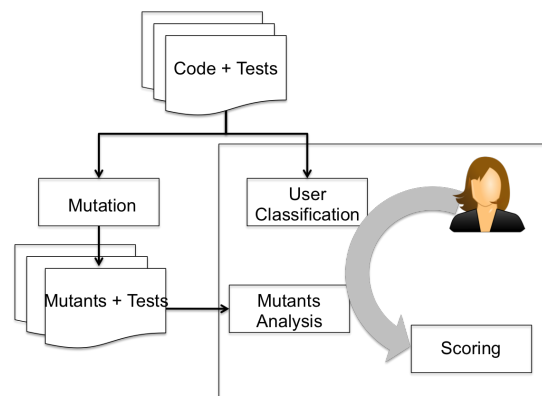 Code + Tests
Mutation
User
Classification
Mutants + Tests
Mutants
Analysis
Scoring